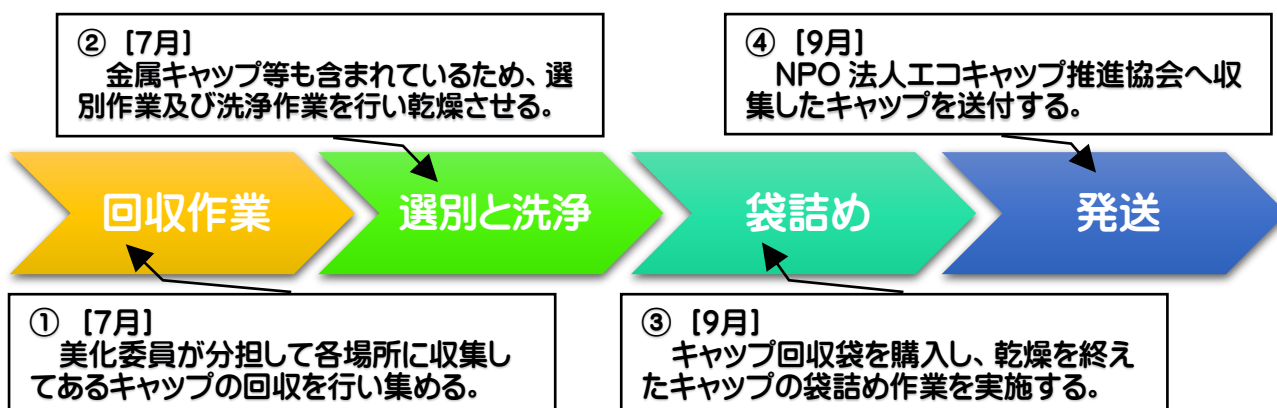 ② [7月]
金属キャップ等も含まれているため、選
別作業及び洗浄作業を行い乾燥させる。
④ [9月]
NPO 法人エコキャップ推進協会へ収
集したキャップを送付する。
回収作業
選別と洗浄
袋詰め
発送
① [7月]
美化委員が分担して各場所に収集し
てあるキャップの回収を行い集める。
③ [9月]
キャップ回収袋を購入し、乾燥を終え
たキャップの袋詰め作業を実施する。